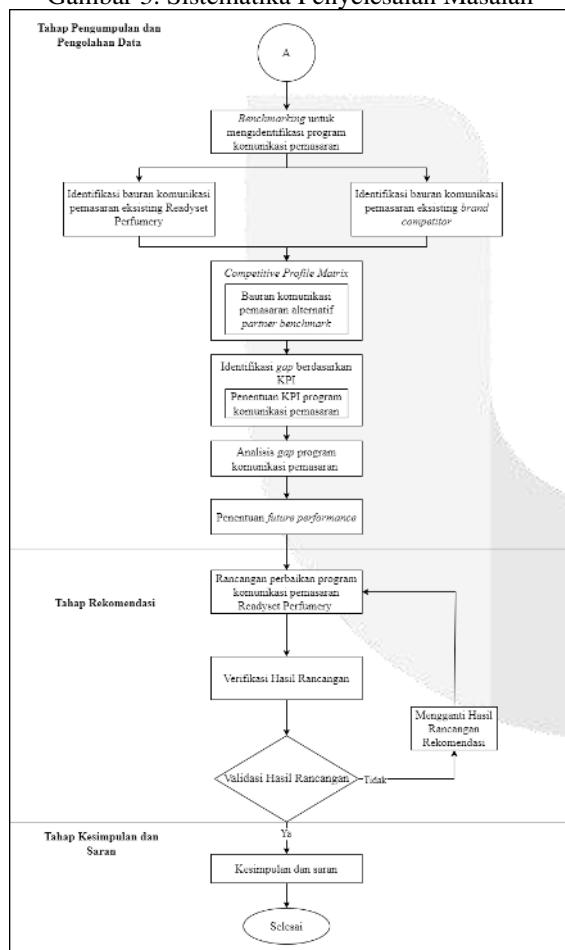 Gambar 3. Sistematika Penyelesaian Masalah
Tahap Pengumpulan dan
Pengolahan Data
A
Benchmarking untuk
mengidentifikasi program
komunikasi pemasaran
Identifikasi bauran komunikasi
pemasaran eksisting Readyset
Perfumery
Identifikasi bauran komunikasi
pemasaran eksisting brand
competitor
Competitive Profile Matrix
Bauran komunikasi
pemasaran alternatif
partner benchmark
Identifikasi gap berdasarkan
KPI
Penentuan KPI program
komunikasi pemasaran
Analisis gap program
komunikasi pemasaran
Penentuan future performance
Tahap Rekomendasi
Rancangan perbaikan program
komunikasi pemasaran
Readyset Perfumery
Verifikasi Hasil Rancangan
Mengganti Hasil
Rancangan
Rekomendasi
Validasi Hasil Rancangan
Tidak
Ya
Tahap Kesimpulan dan
Saran
Kesimpulan dan saran
Selesai